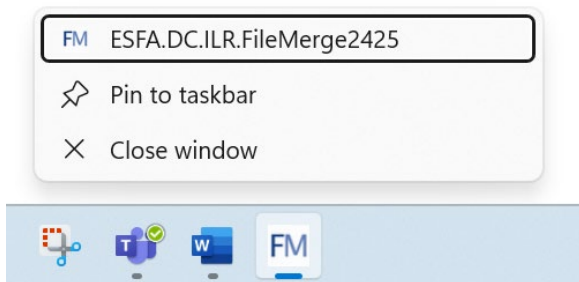 FM ESFA.DC.ILR.FileMerge2425
Pin to taskbar
Close window
T W FM